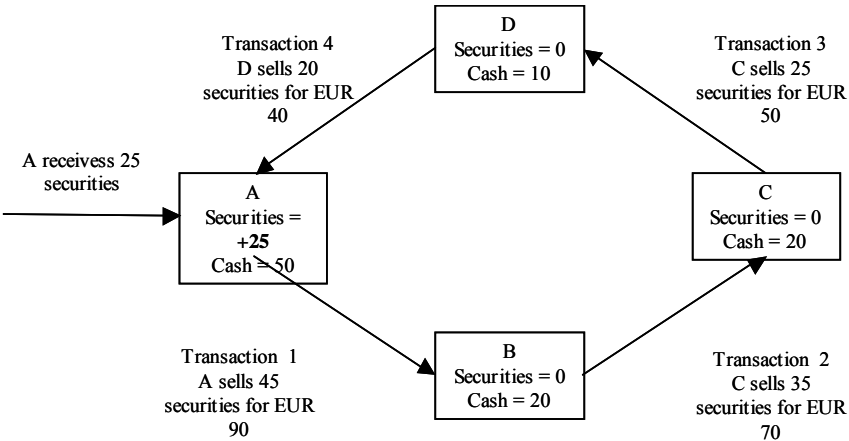 D
Securities = 0
Cash = 10
Transaction 4
D sells 20
securities for EUR
40
Transaction 3
C sells 25
securities for EUR
50
A receivess 25
securities
A
Securities =
+25
Cash = 50
C
Securities = 0
Cash = 20
B
Securities = 0
Cash = 20
Transaction 1
A sells 45
securities for EUR
90
Transaction 2
C sells 35
securities for EUR
70